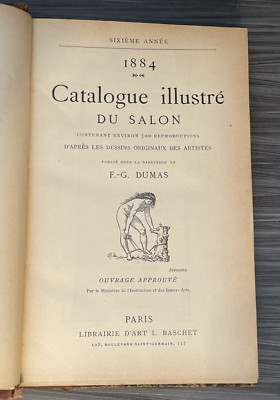 SIXIÈME ANNÉE
1884
Catalogue illustré
DU SALON
CONTENANT ENVIRON 300 REPRODUCTIONS
D'APRÈS LES DESSINS ORIGINAUX DES ARTISTES
PUBLIÉ SOUS LA DIRECTION DE
F.-G. DUMAS
OUVRAGE APPROUVÉ
Par le Ministère de l'Instruction et des Beaux-Arts.
PARIS
LIBRAIRIE D'ART L. BASCHET
125, BOULEVARD SAINT-GERMAIN, 125